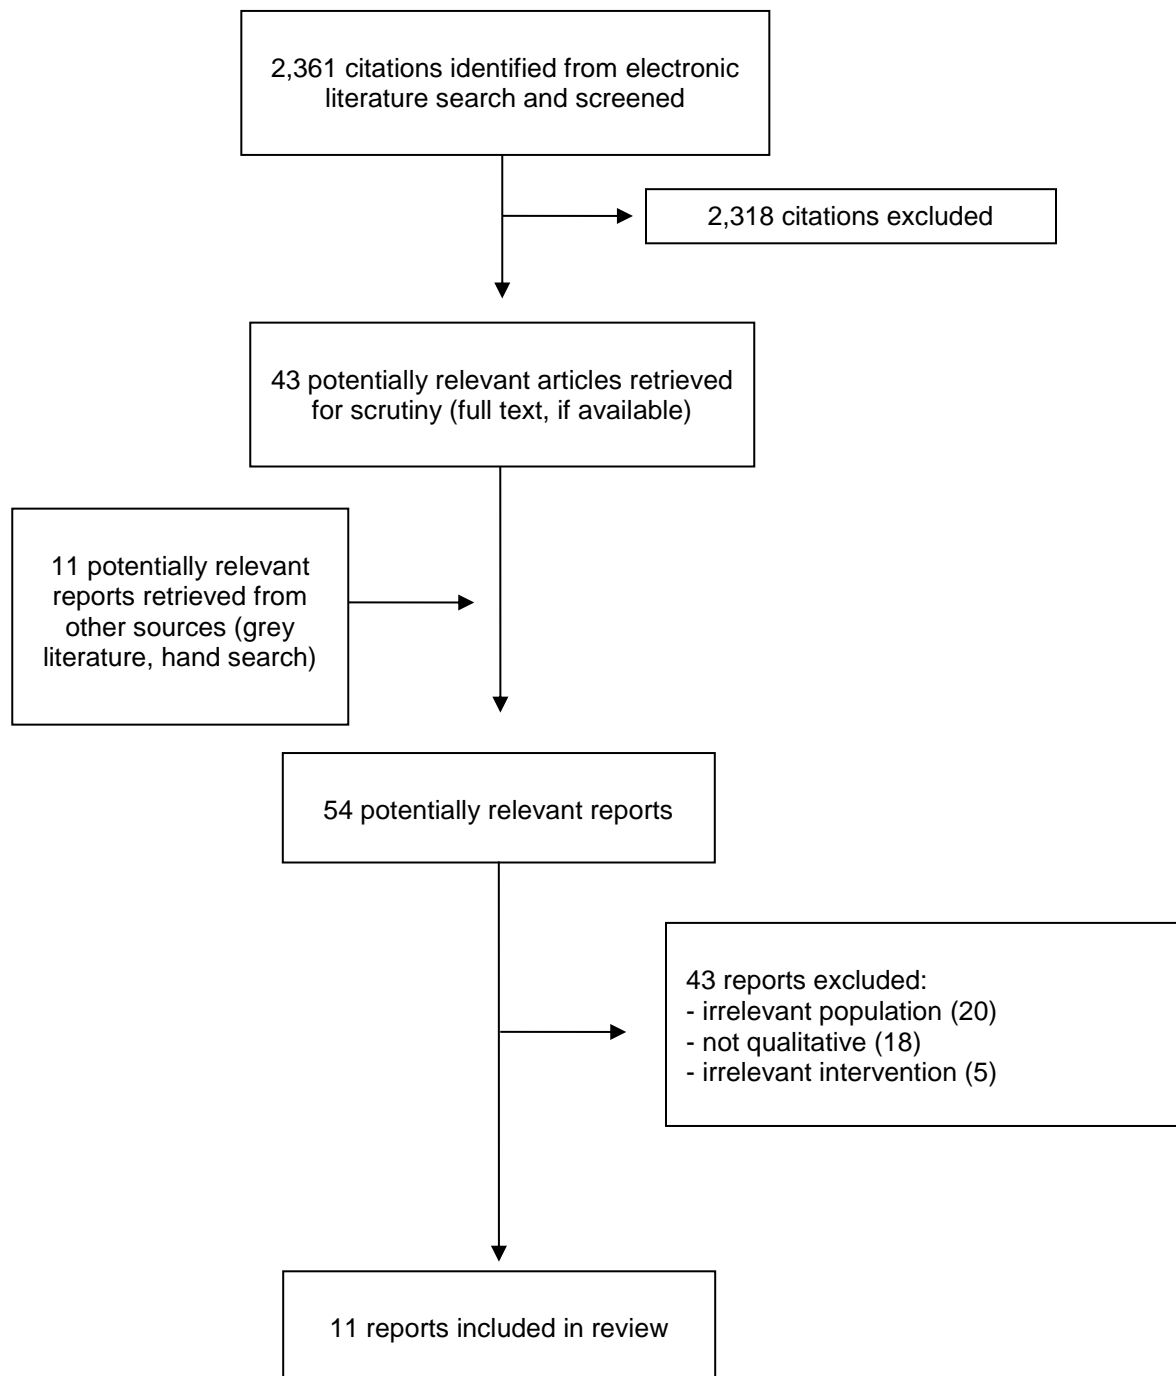 2,361 citations identified from electronic
literature search and screened
2,318 citations excluded
43 potentially relevant articles retrieved
for scrutiny (full text, if available)
11 potentially relevant
reports retrieved from
other sources (grey
literature, hand search)
54 potentially relevant reports
43 reports excluded:
- irrelevant population (20)
- not qualitative (18)
- irrelevant intervention (5)
11 reports included in review